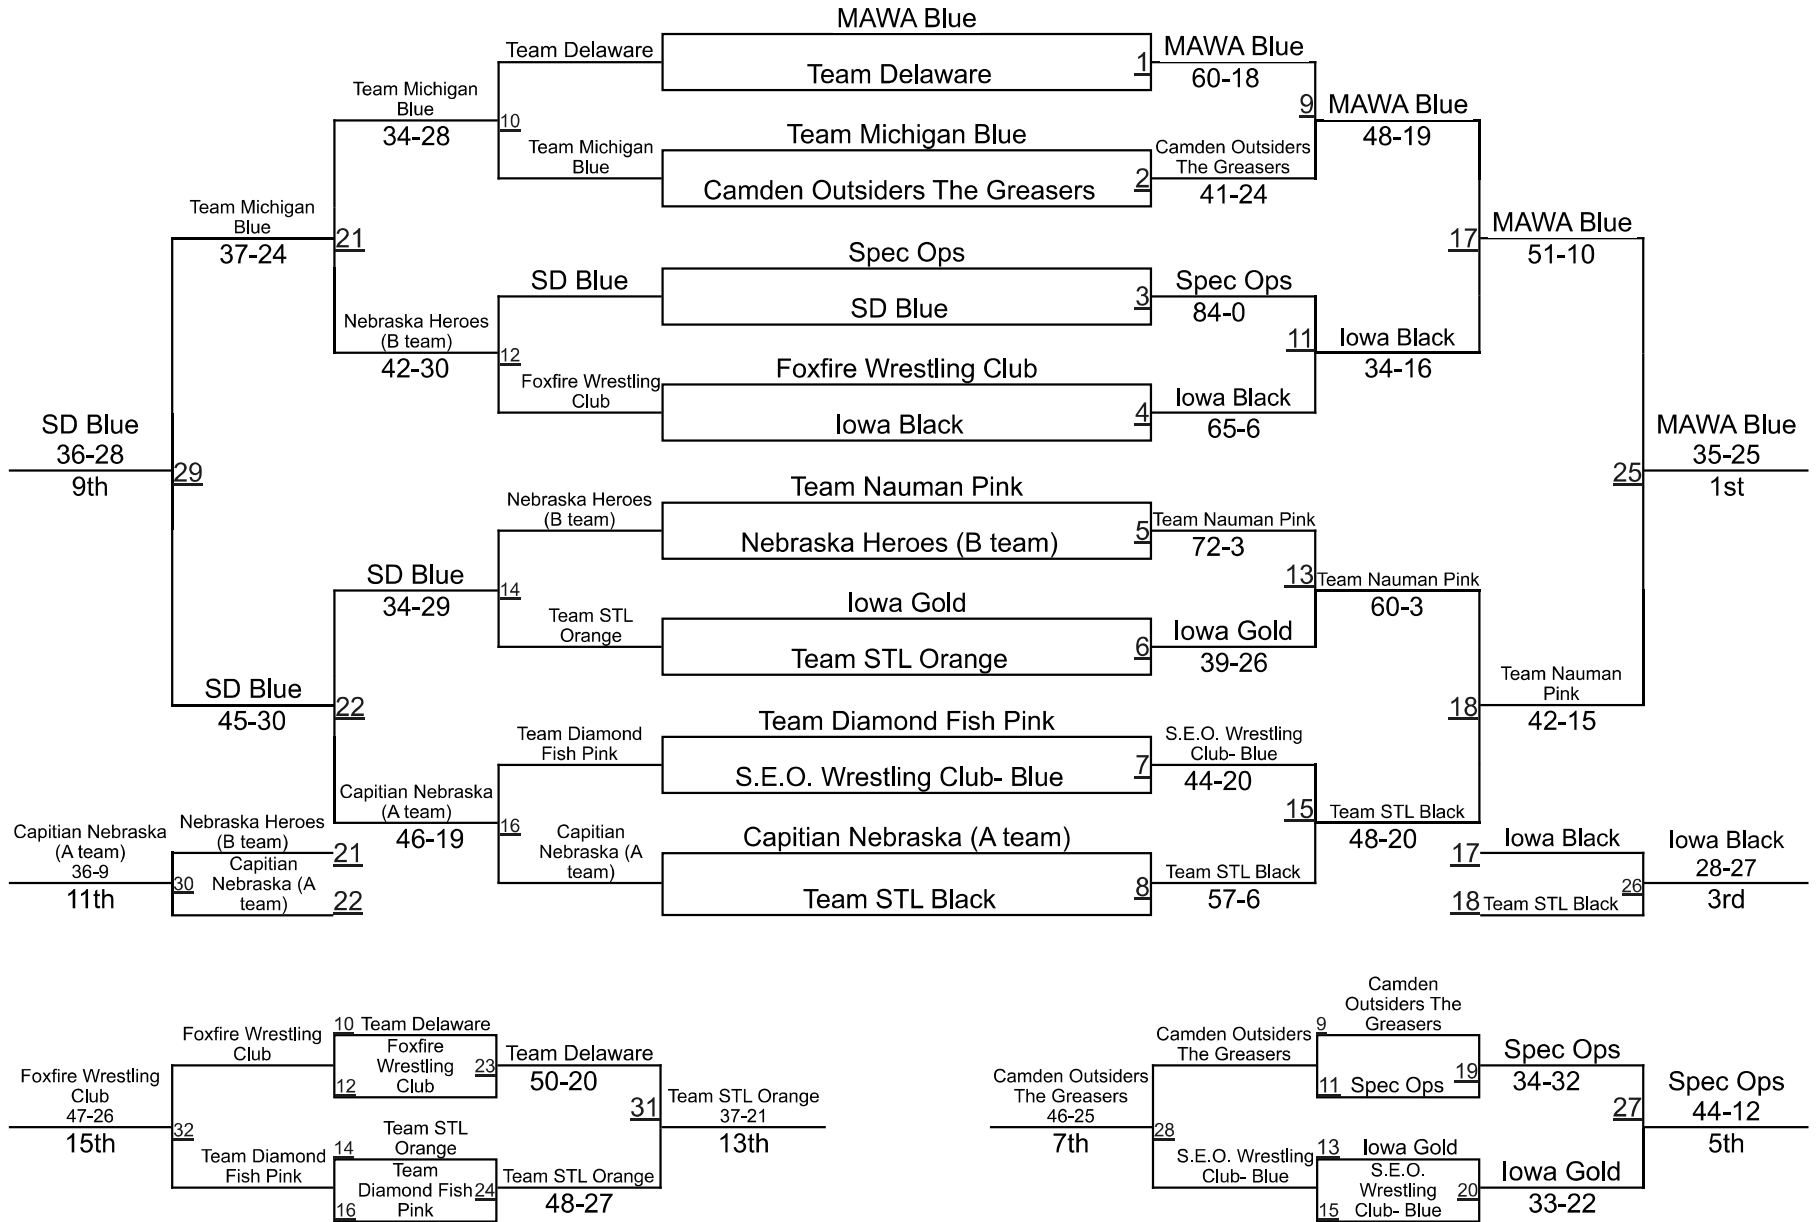 MAWA Blue
Team Delaware
1
MAWA Blue
Team Delaware
60-18
Team Michigan
Blue
34-28
10
9
MAWA Blue
48-19
Team Michigan Blue
Team Michigan
Blue
Camden Outsiders
The Greasers
2
Camden Outsiders The Greasers
41-24
Team Michigan
Blue
37-24
21
17
MAWA Blue
51-10
Spec Ops
SD Blue
3
Spec Ops
SD Blue
84-0
Nebraska Heroes
(B team)
42-30
12
11
Iowa Black
34-16
Foxfire Wrestling Club
Foxfire Wrestling
Club
4
Iowa Black
Iowa Black
65-6
SD Blue
36-28
9th
29
25
MAWA Blue
35-25
1st
Team Nauman Pink
Nebraska Heroes
(B team)
5
Team Nauman Pink
Nebraska Heroes (B team)
72-3
SD Blue
34-29
14
13
Team Nauman Pink
60-3
Iowa Gold
Team STL
Orange
6
Iowa Gold
Team STL Orange
39-26
SD Blue
45-30
22
18
Team Nauman
Pink
42-15
Team Diamond Fish Pink
Team Diamond
Fish Pink
7
S.E.O. Wrestling
Club- Blue
S.E.O. Wrestling Club- Blue
44-20
Capitian Nebraska
(A team)
46-19
16
15
Team STL Black
48-20
Capitian Nebraska (A team)
Capitian
Nebraska (A
team)
8
Team STL Black
Team STL Black
57-6
Capitian Nebraska
(A team)
36-9
11th
30
Nebraska Heroes
(B team)
21
Capitian
Nebraska (A
team)
22
17
Iowa Black
18
Team STL Black
26
Iowa Black
28-27
3rd
Foxfire Wrestling
Club
47-26
15th
32
Foxfire Wrestling
Club
Team Diamond
Fish Pink
10
Team Delaware
Foxfire
Wrestling
Club
12
23
Team Delaware
50-20
14
Team STL
Orange
Team
Diamond Fish
Pink
16
24
Team STL Orange
48-27
31
Team STL Orange
37-21
13th
Camden Outsiders
The Greasers
46-25
7th
28
Camden Outsiders
The Greasers
S.E.O. Wrestling
Club- Blue
9
Camden
Outsiders The
Greasers
11
Spec Ops
19
Spec Ops
34-32
13
Iowa Gold
S.E.O.
Wrestling
Club- Blue
15
20
Iowa Gold
33-22
27
Spec Ops
44-12
5th